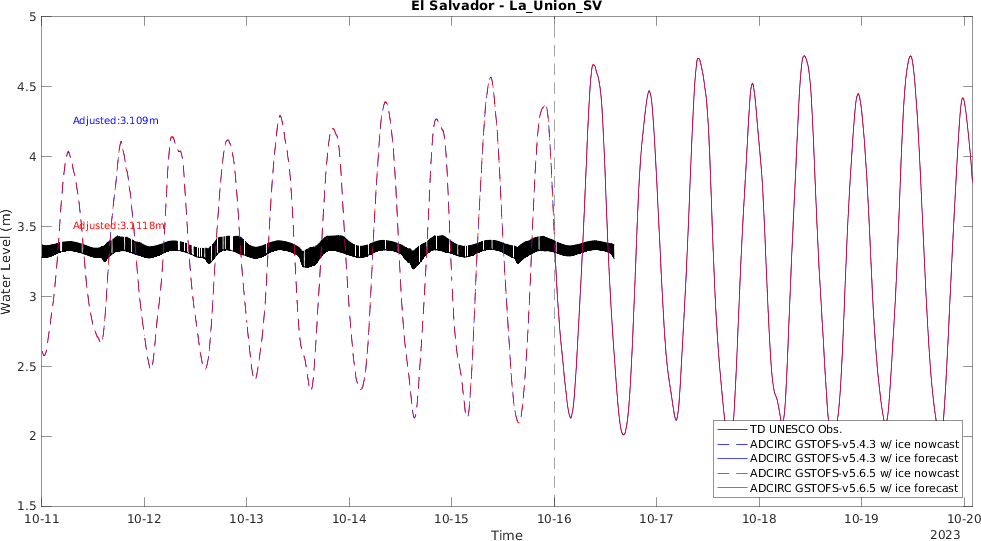 El Salvador - La_Union_SV
Water Level (m)
5
4.5
4
3.5
3
2.5
2
1.5
Adjusted:3.109m
Adjusted:3.1118m
TD UNESCO Obs.
ADCIRC GSTOFS-v5.4.3 w/ ice nowcast
ADCIRC GSTOFS-v5.4.3 w/ ice forecast
ADCIRC GSTOFS-v5.6.5 w/ ice nowcast
ADCIRC GSTOFS-v5.6.5 w/ ice forecast
10-11 10-12 10-13 10-14 10-15 10-16 10-17 10-18 10-19 10-20
Time
2023